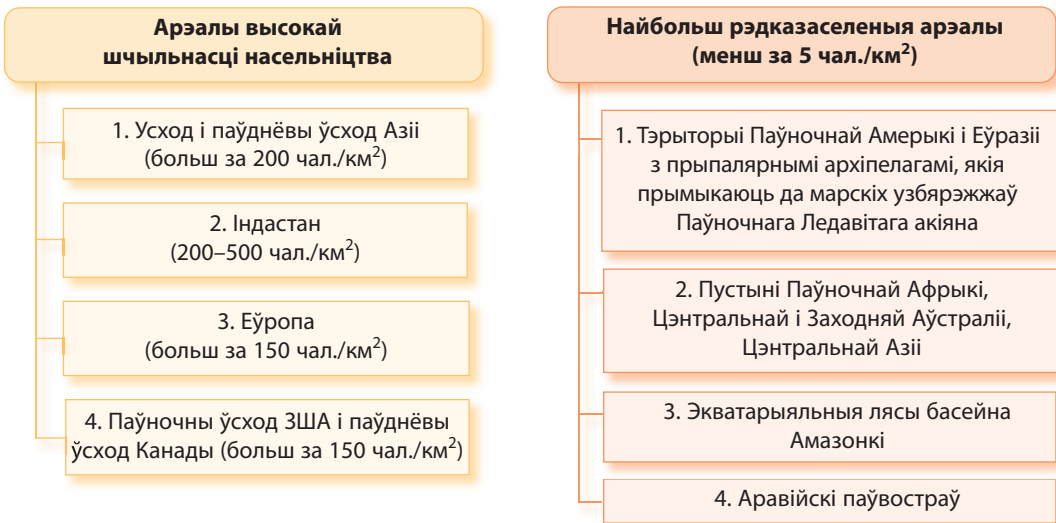 Арэалы высокай
шчыльнасці насельніцтва
1. Усход і паўднёвы ўсход Азіі
(больш за 200 чал./км²)
2. Індастан
(200–500 чал./км²)
3. Еўропа
(больш за 150 чал./км²)
4. Паўночны ўсход ЗША і паўднёвы
ўсход Канады (больш за 150 чал./км²)
Найбольш рэдказаселеныя арэалы
(менш за 5 чал./км²)
1. Тэрыторыі Паўночнай Амерыкі і Еўразіі
з прыпалярнымі архіпелагамі, якія
прымыкаюць да марскіх узбярэжжаў
Паўночнага Ледавітага акіяна
2. Пустыні Паўночнай Афрыкі,
Цэнтральнай і Заходняй Аўстраліі,
Цэнтральнай Азіі
3. Экватарыяльныя лясы басейна
Амазонкі
4. Аравійскі паўвостраў